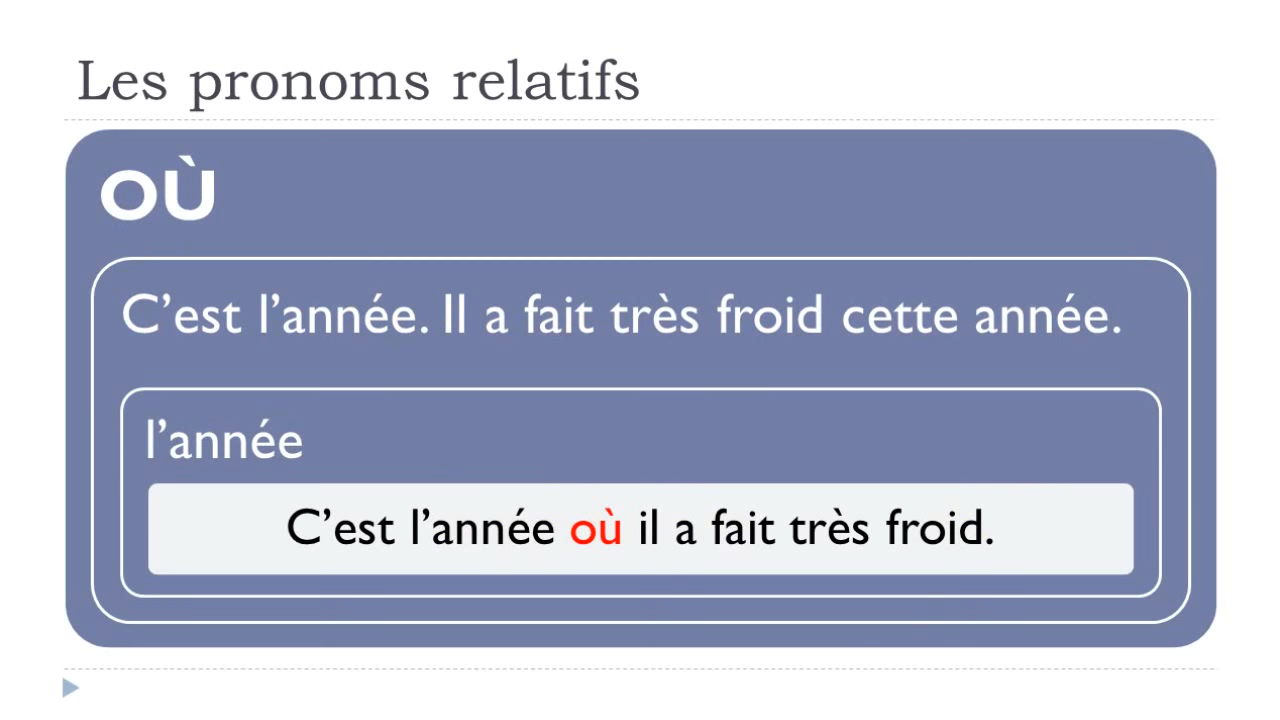 Les pronoms relatifs
OÙ
C’est l’année. Il a fait très froid cette année.
l’année
C’est l’année où il a fait très froid.